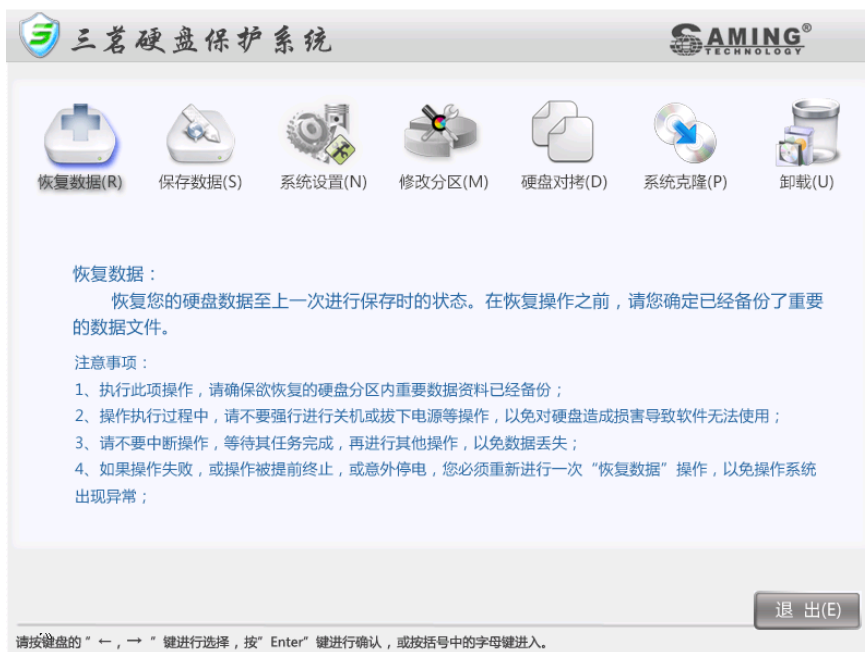 三茗硬盘保护系统
SAMING®
TECHNOLOGY
恢复数据(R) 保存数据(S) 系统设置(N) 修改分区(M) 硬盘对拷(D) 系统克隆(P) 卸载(U)
恢复数据：
恢复您的硬盘数据至上一次进行保存时的状态。在恢复操作之前，请您确定已经备份了重要
的数据文件。
注意事项：
1、执行此项操作，请确保欲恢复的硬盘分区内重要数据资料已经备份；
2、操作执行过程中，请不要强行进行关机或拔下电源等操作，以免对硬盘造成损害导致软件无法使用；
3、请不要中断操作，等待其任务完成，再进行其他操作，以免数据丢失；
4、如果操作失败，或操作被提前终止，或意外停电，您必须重新进行一次“恢复数据”操作，以免操作系统
出现异常；
退 出(E)
请按键盘的＂←，→＂键进行选择，按＂Enter＂键进行确认，或按括号中的字母键进入。